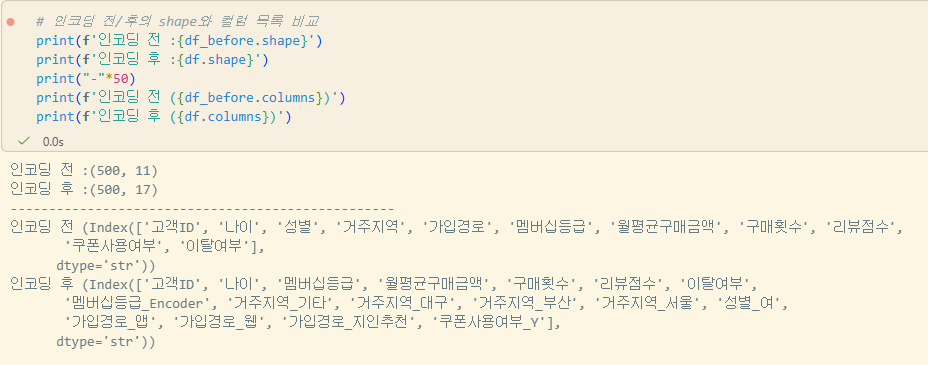 # 인코딩 전/후의 shape와 컬럼 목록 비교
print(f'인코딩 전 :{df_before.shape}')
print(f'인코딩 후 :{df.shape}')
print("-"*50)
print(f'인코딩 전 ({df_before.columns})')
print(f'인코딩 후 ({df.columns})')
0.0s
인코딩 전 :(500, 11)
인코딩 후 :(500, 17)
--------------------------------------------------
인코딩 전 (Index(['고객ID', '나이', '성별', '거주지역', '가입경로', '멤버십등급', '월평균구매금액', '구매횟수', '리뷰점수',
'쿠폰사용여부', '이탈여부'],
dtype='str'))
인코딩 후 (Index(['고객ID', '나이', '멤버십등급', '월평균구매금액', '구매횟수', '리뷰점수', '이탈여부',
'멤버십등급_Encoder', '거주지역_기타', '거주지역_대구', '거주지역_부산', '거주지역_서울', '성별_여',
'가입경로_앱', '가입경로_웹', '가입경로_지인추천', '쿠폰사용여부_Y'],
dtype='str'))